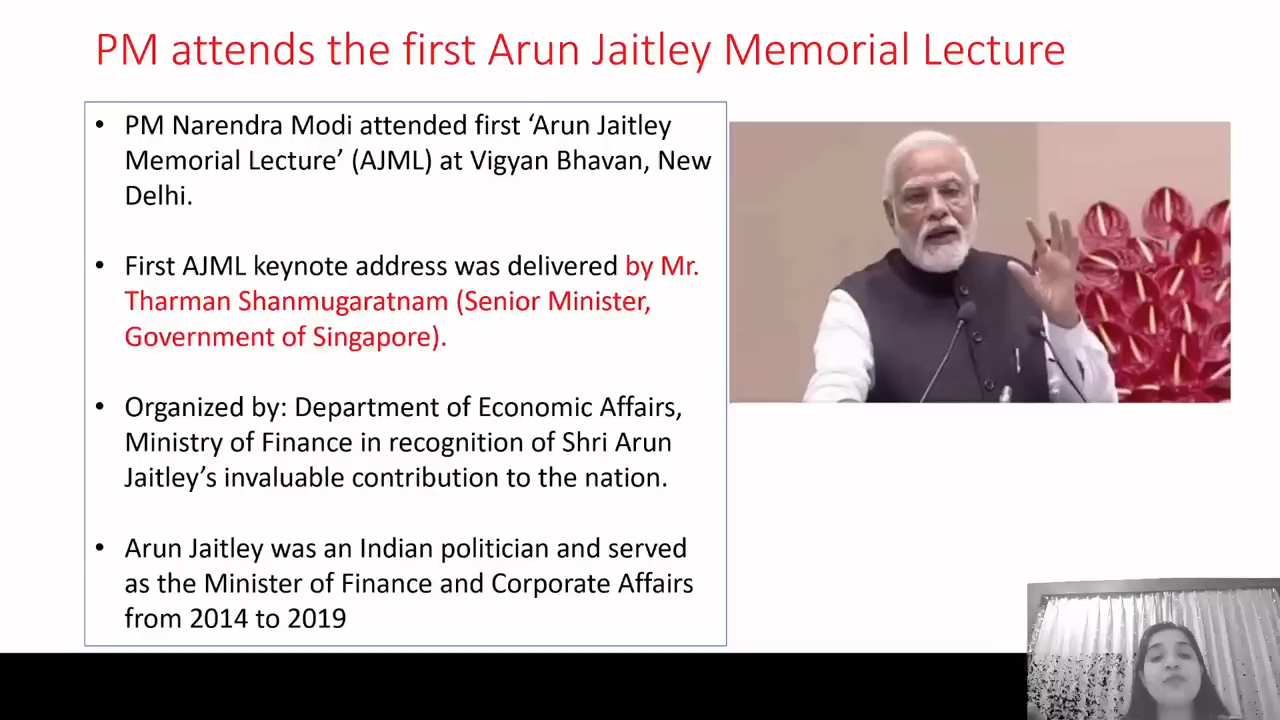 PM attends the first Arun Jaitley Memorial Lecture
• PM Narendra Modi attended first ‘Arun Jaitley
Memorial Lecture’ (AJML) at Vigyan Bhavan, New
Delhi.
• First AJML keynote address was delivered by Mr.
Tharman Shanmugaratnam (Senior Minister,
Government of Singapore).
• Organized by: Department of Economic Affairs,
Ministry of Finance in recognition of Shri Arun
Jaitley’s invaluable contribution to the nation.
• Arun Jaitley was an Indian politician and served
as the Minister of Finance and Corporate Affairs
from 2014 to 2019